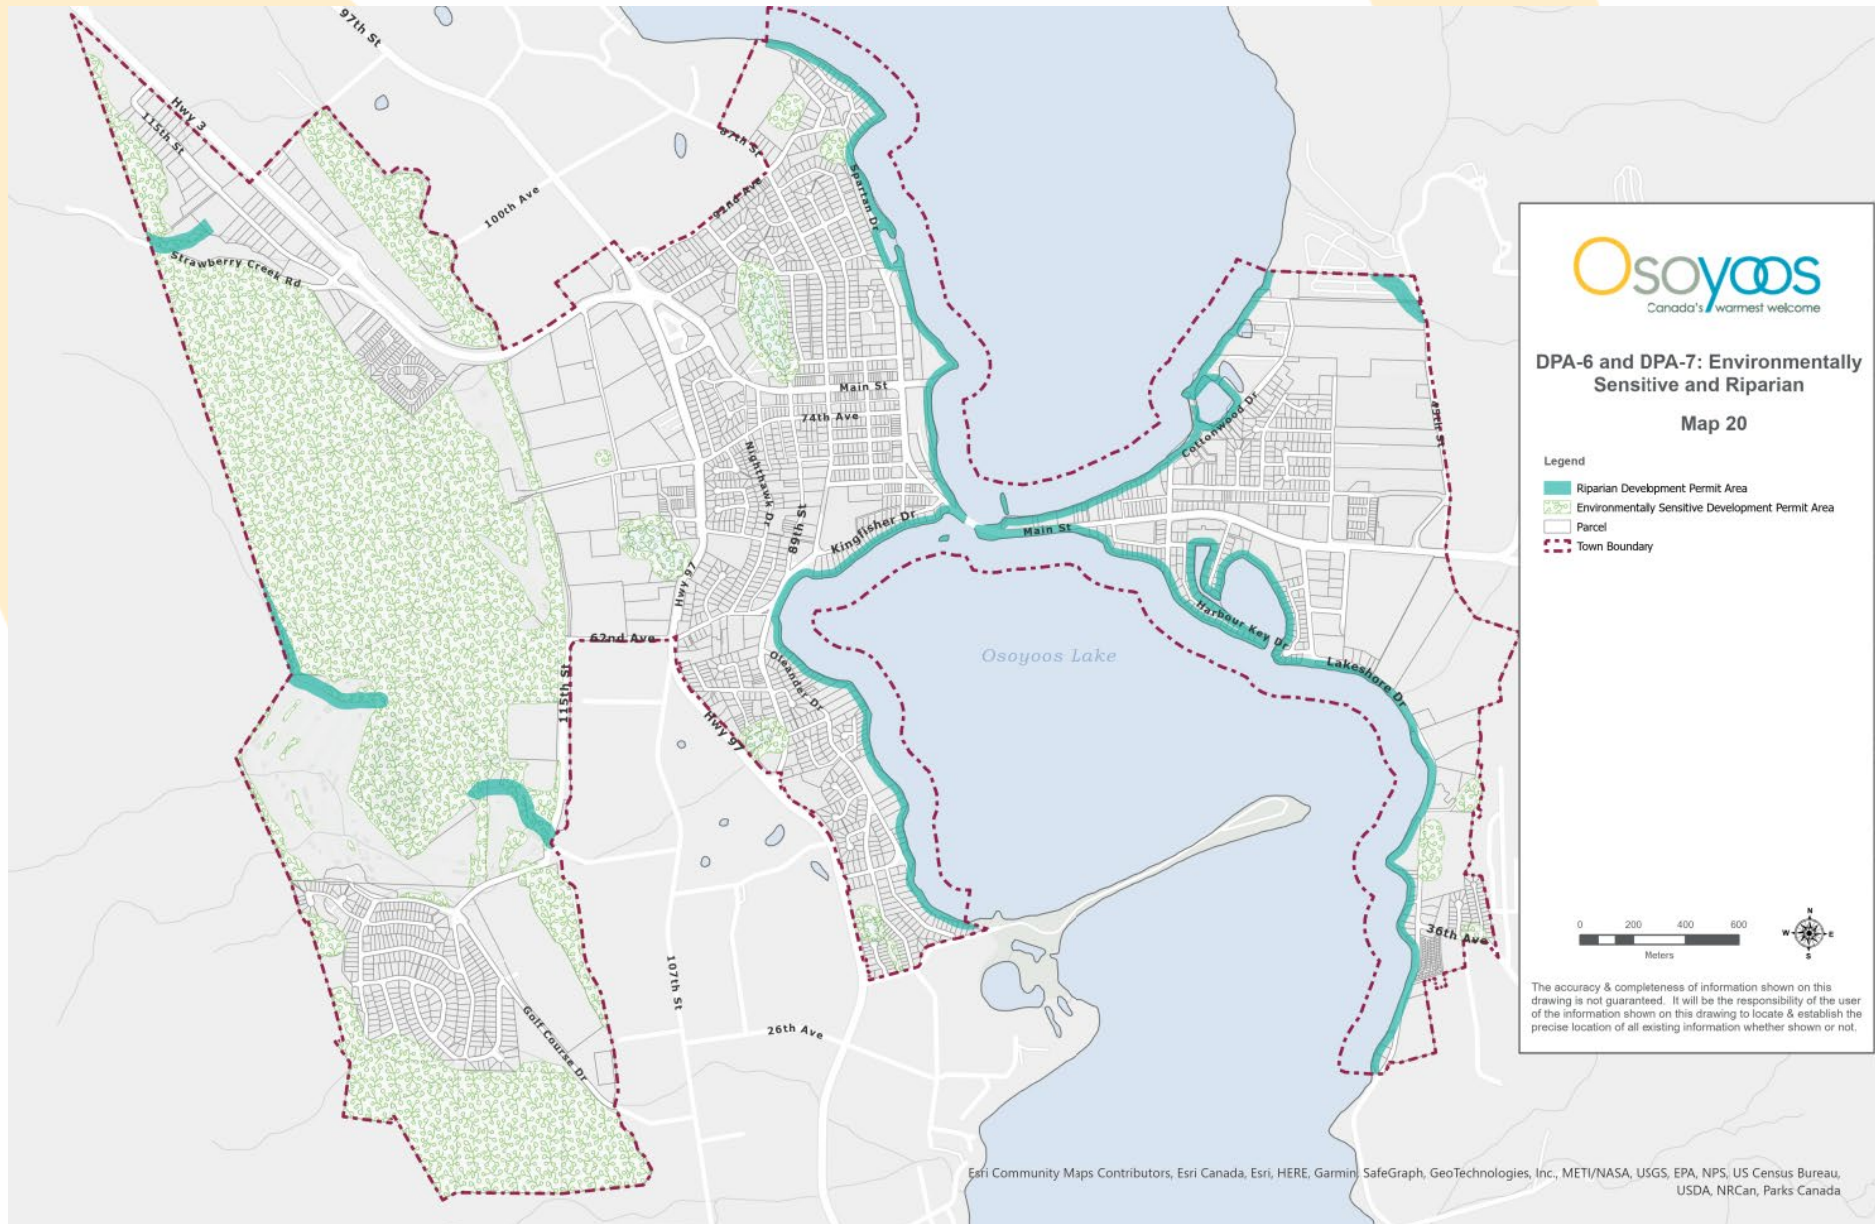 97th St
Hwy 3
115th St
87th St
100th Ave
92nd Ave
Spartan Dr
Strawberry Creek Rd
Main St
74th Ave
Cottonwood Dr
45th St
Nighthawk Dr
89th St
Kingfisher Dr
Main St
Hwy 97
Harbour Key Dr
62nd Ave
Osoyoos Lake
Oleander Dr
Lakeshore Dr
115th St
Hwy 97
36th Ave
107th St
Golf Course Dr
26th Ave
Osoyoos
Canada's warmest welcome
DPA-6 and DPA-7: Environmentally
Sensitive and Riparian
Map 20
Legend
Riparian Development Permit Area
Environmentally Sensitive Development Permit Area
Parcel
Town Boundary
0 200 400 600
Meters
N
W E
S
The accuracy & completeness of information shown on this
drawing is not guaranteed. It will be the responsibility of the user
of the information shown on this drawing to locate & establish the
precise location of all existing information whether shown or not.
Esri Community Maps Contributors, Esri Canada, Esri, HERE, Garmin, SafeGraph, GeoTechnologies, Inc., METI/NASA, USGS, EPA, NPS, US Census Bureau,
USDA, NRCan, Parks Canada